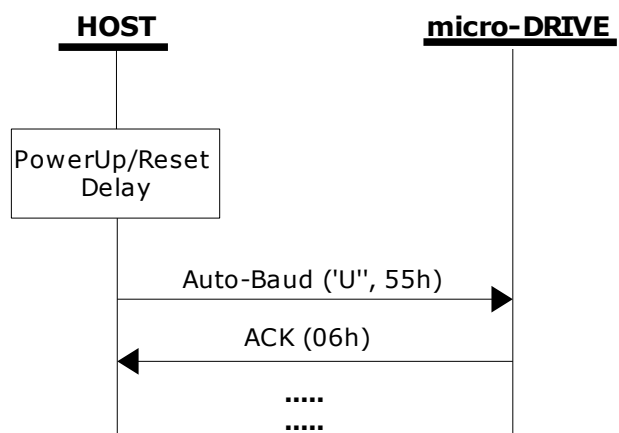 HOST
micro-DRIVE
PowerUp/Reset
Delay
Auto-Baud ('U'', 55h)
ACK (06h)
.....
.....